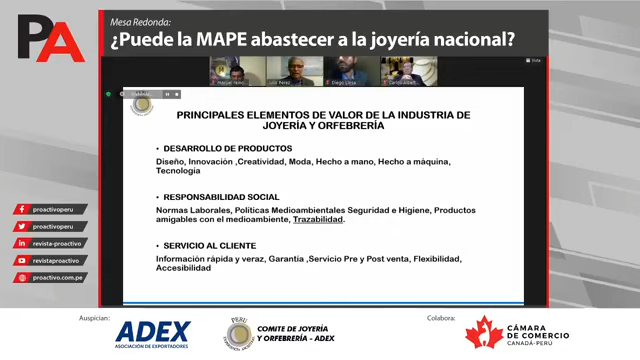 PA
Mesa Redonda:
¿Puede la MAPE abastecer a la joyería nacional?
PRINCIPALES ELEMENTOS DE VALOR DE LA INDUSTRIA DE
JOYERÍA Y ORFEBRERÍA
• DESARROLLO DE PRODUCTOS
Diseño, Innovación ,Creatividad, Moda, Hecho a mano, Hecho a màquina,
Tecnología
• RESPONSABILIDAD SOCIAL
Normas Laborales, Políticas Medioambientales Seguridad e Higiene, Productos
amigables con el medioambiente, Trazabilidad.
• SERVICIO AL CLIENTE
Información rápida y veraz, Garantía ,Servicio Pre y Post venta, Flexibilidad,
Accesibilidad
proactivoperu
proactivoperu
revista-proactivo
revistaproactivo
proactivo.com.pe
Auspician:
ADEX
ASOCIACIÓN DE EXPORTADORES
PERU
COMITE DE JOYERÍA
Y ORFEBRERÍA - ADEX
Colabora:
CÁMARA
DE COMERCIO
CANADÁ-PERÚ